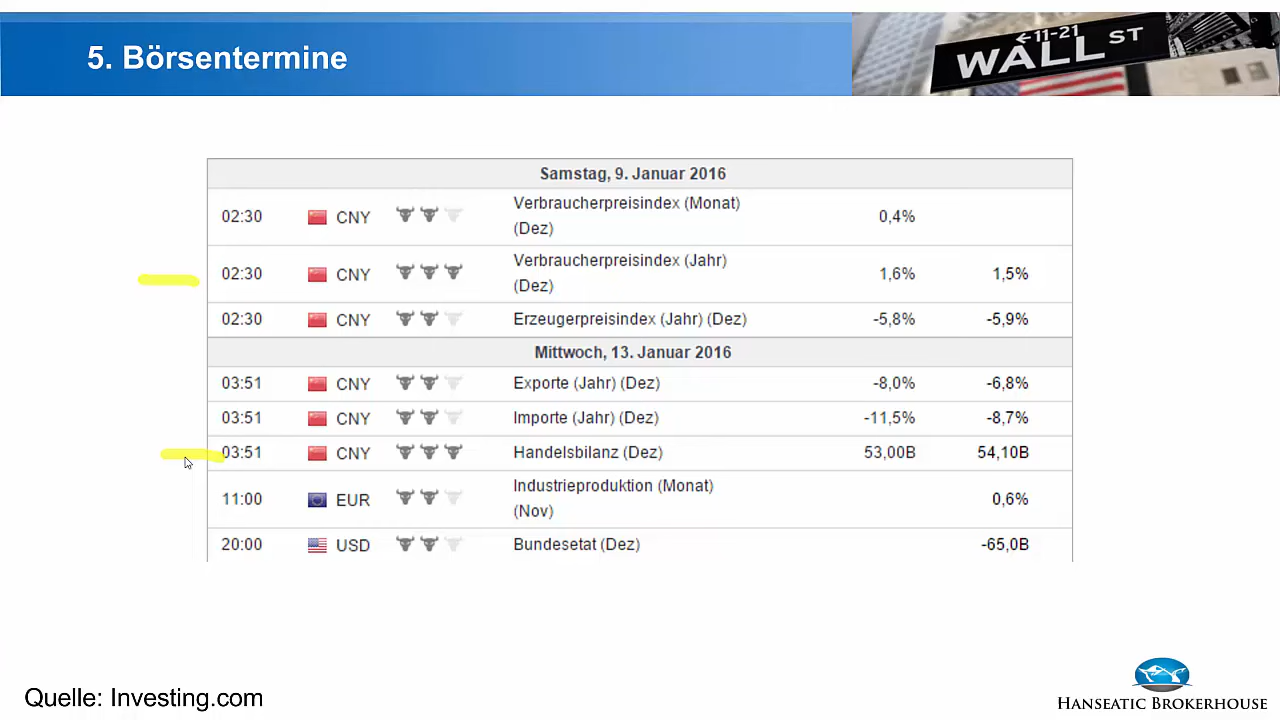 5. Börsentermine
←11-21
WALL ST
Samstag, 9. Januar 2016
02:30 CNY Verbraucherpreisindex (Monat) (Dez) 0,4%
02:30 CNY Verbraucherpreisindex (Jahr) (Dez) 1,6% 1,5%
02:30 CNY Erzeugerpreisindex (Jahr) (Dez) -5,8% -5,9%
Mittwoch, 13. Januar 2016
03:51 CNY Exporte (Jahr) (Dez) -8,0% -6,8%
03:51 CNY Importe (Jahr) (Dez) -11,5% -8,7%
03:51 CNY Handelsbilanz (Dez) 53,00B 54,10B
11:00 EUR Industrieproduktion (Monat) (Nov) 0,6%
20:00 USD Bundesetat (Dez) -65,0B
Quelle: Investing.com
HANSEATIC BROKERHOUSE